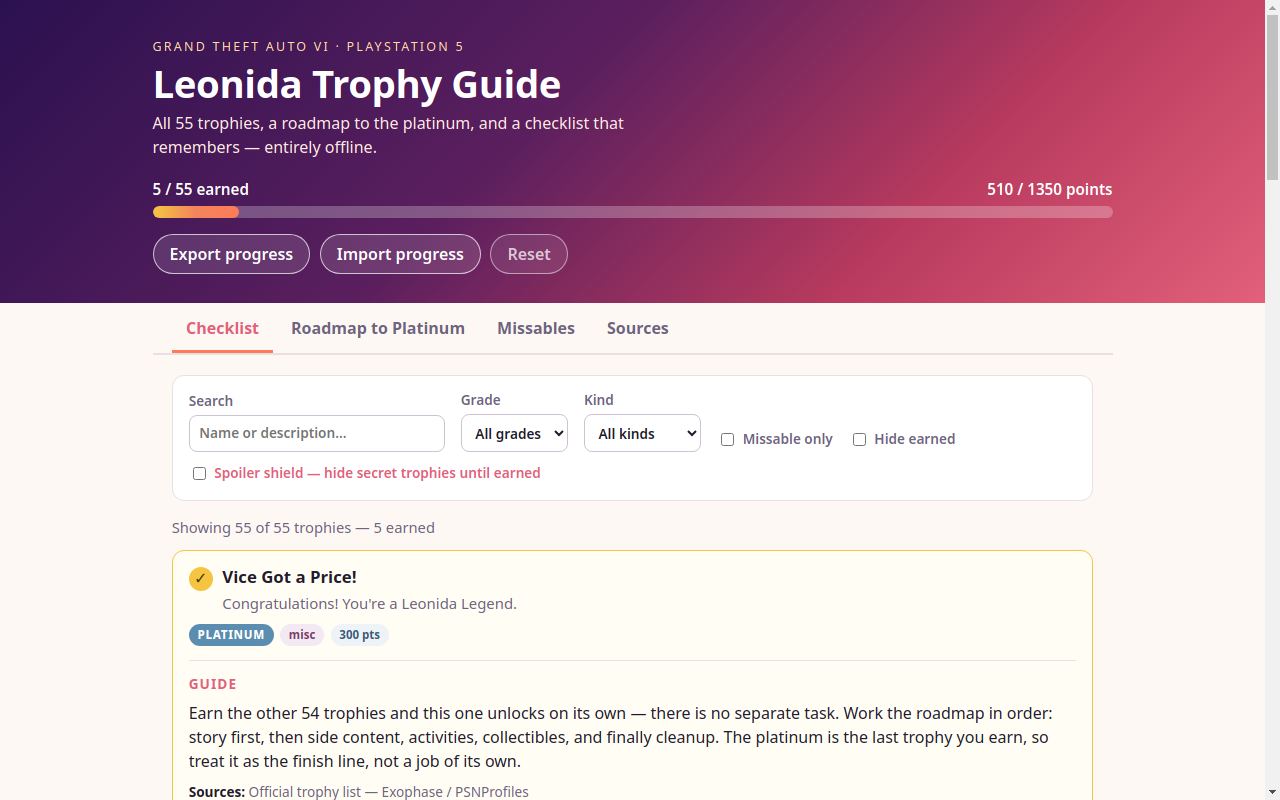 GRAND THEFT AUTO VI · PLAYSTATION 5
Leonida Trophy Guide
All 55 trophies, a roadmap to the platinum, and a checklist that
remembers — entirely offline.
5 / 55 earned 510 / 1350 points
Export progress Import progress Reset
Checklist Roadmap to Platinum Missables Sources
Search Grade Kind
Name or description... All grades All kinds Missable only Hide earned
Spoiler shield — hide secret trophies until earned
Showing 55 of 55 trophies — 5 earned
✓ Vice Got a Price!
Congratulations! You're a Leonida Legend.
PLATINUM misc 300 pts
GUIDE
Earn the other 54 trophies and this one unlocks on its own — there is no separate task. Work the roadmap in order:
story first, then side content, activities, collectibles, and finally cleanup. The platinum is the last trophy you earn, so
treat it as the finish line, not a job of its own.
Sources: Official trophy list — Exophase / PSNProfiles